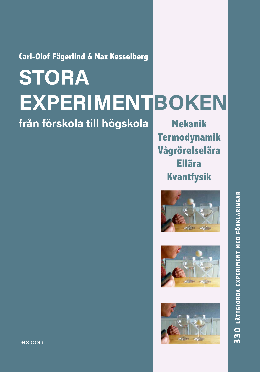 Carl-Olof Fägerlind & Max Kesselberg
STORA
EXPERIMENTBOKEN
från förskola till högskola
Mekanik
Termodynamik
Vågrörelselära
Ellära
Kvantfysik
330 LÄTTGJORDA EXPERIMENT MED FÖRKLARINGAR